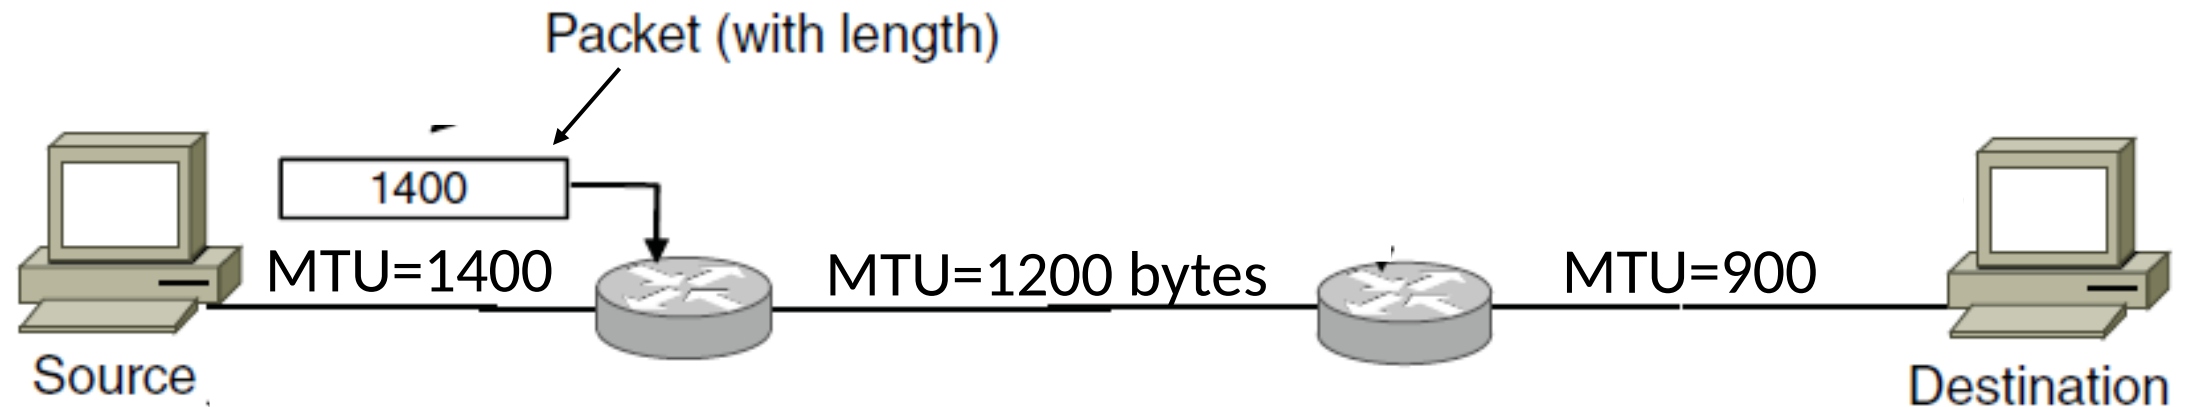 Packet (with length)
1400
MTU=1400
MTU=1200 bytes
MTU=900
Source
Destination